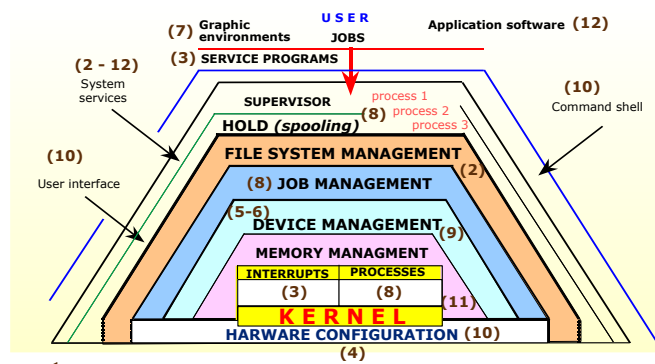 USER
(7) Graphic environments
JOBS
Application software (12)
(3) SERVICE PROGRAMS
(2 - 12)
System services
(10)
Command shell
SUPERVISOR
process 1
process 2
process 3
(8)
HOLD (spooling)
(10)
User interface
FILE SYSTEM MANAGEMENT
(2)
(8) JOB MANAGEMENT
(5-6)
DEVICE MANAGEMENT
(9)
MEMORY MANAGMENT
INTERRUPTS PROCESSES
(3) (8)
(11)
KERNEL
HARWARE CONFIGURATION (10)
(4)